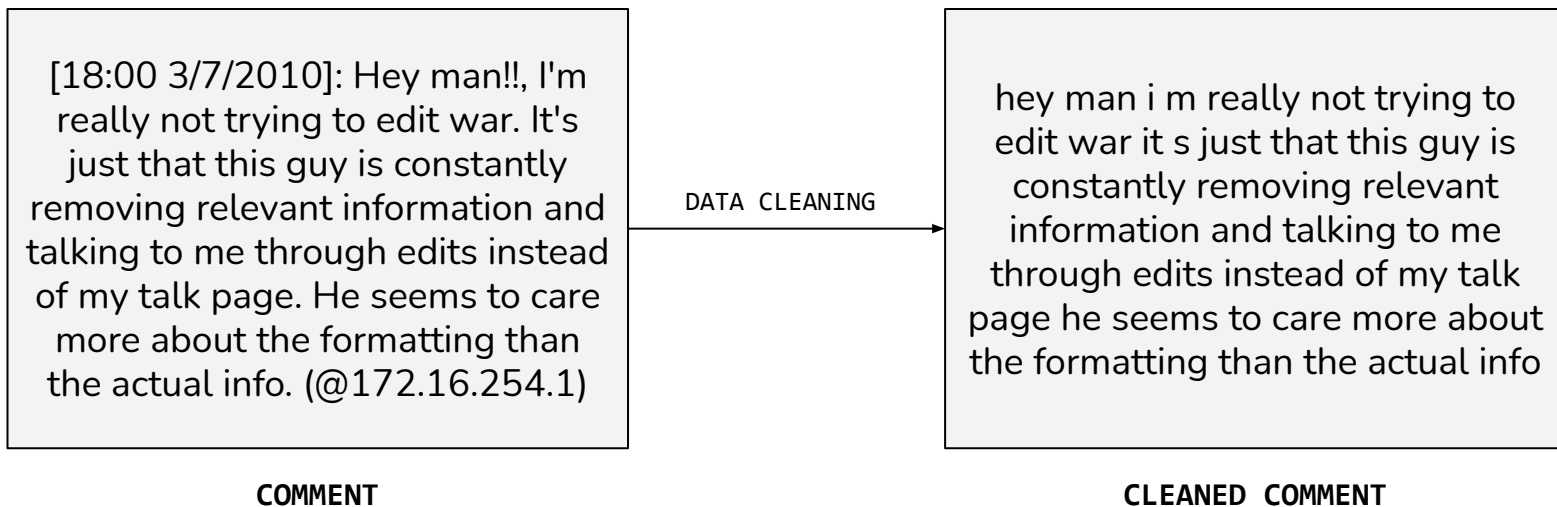 [18:00 3/7/2010]: Hey man!!, I'm
really not trying to edit war. It's
just that this guy is constantly
removing relevant information and
talking to me through edits instead
of my talk page. He seems to care
more about the formatting than
the actual info. (@172.16.254.1)
COMMENT
DATA CLEANING
hey man i m really not trying to
edit war it s just that this guy is
constantly removing relevant
information and talking to me
through edits instead of my talk
page he seems to care more about
the formatting than the actual info
CLEANED COMMENT